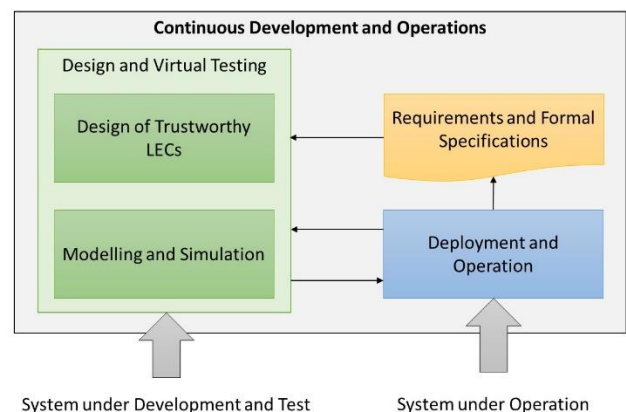 Continuous Development and Operations
Design and Virtual Testing
Design of Trustworthy
LECs
Requirements and Formal
Specifications
Modelling and Simulation
Deployment and
Operation
System under Development and Test
System under Operation